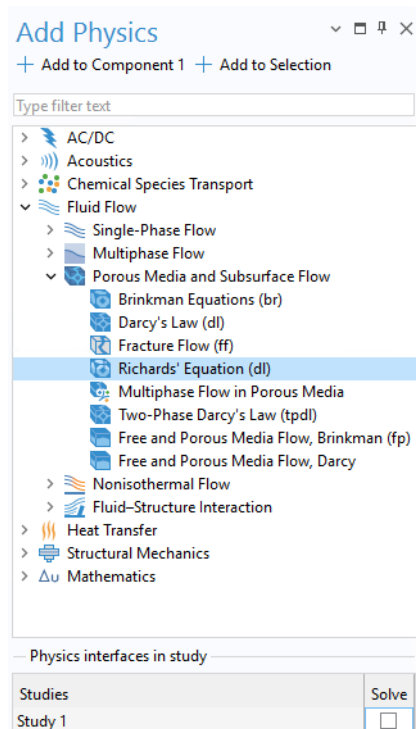 Add Physics
+ Add to Component 1 + Add to Selection
Type filter text
AC/DC
Acoustics
Chemical Species Transport
Fluid Flow
Single-Phase Flow
Multiphase Flow
Porous Media and Subsurface Flow
Brinkman Equations (br)
Darcy's Law (dl)
Fracture Flow (ff)
Richards' Equation (dl)
Multiphase Flow in Porous Media
Two-Phase Darcy's Law (tpdl)
Free and Porous Media Flow, Brinkman (fp)
Free and Porous Media Flow, Darcy
Nonisothermal Flow
Fluid–Structure Interaction
Heat Transfer
Structural Mechanics
Δu Mathematics
Physics interfaces in study
Studies Solve
Study 1